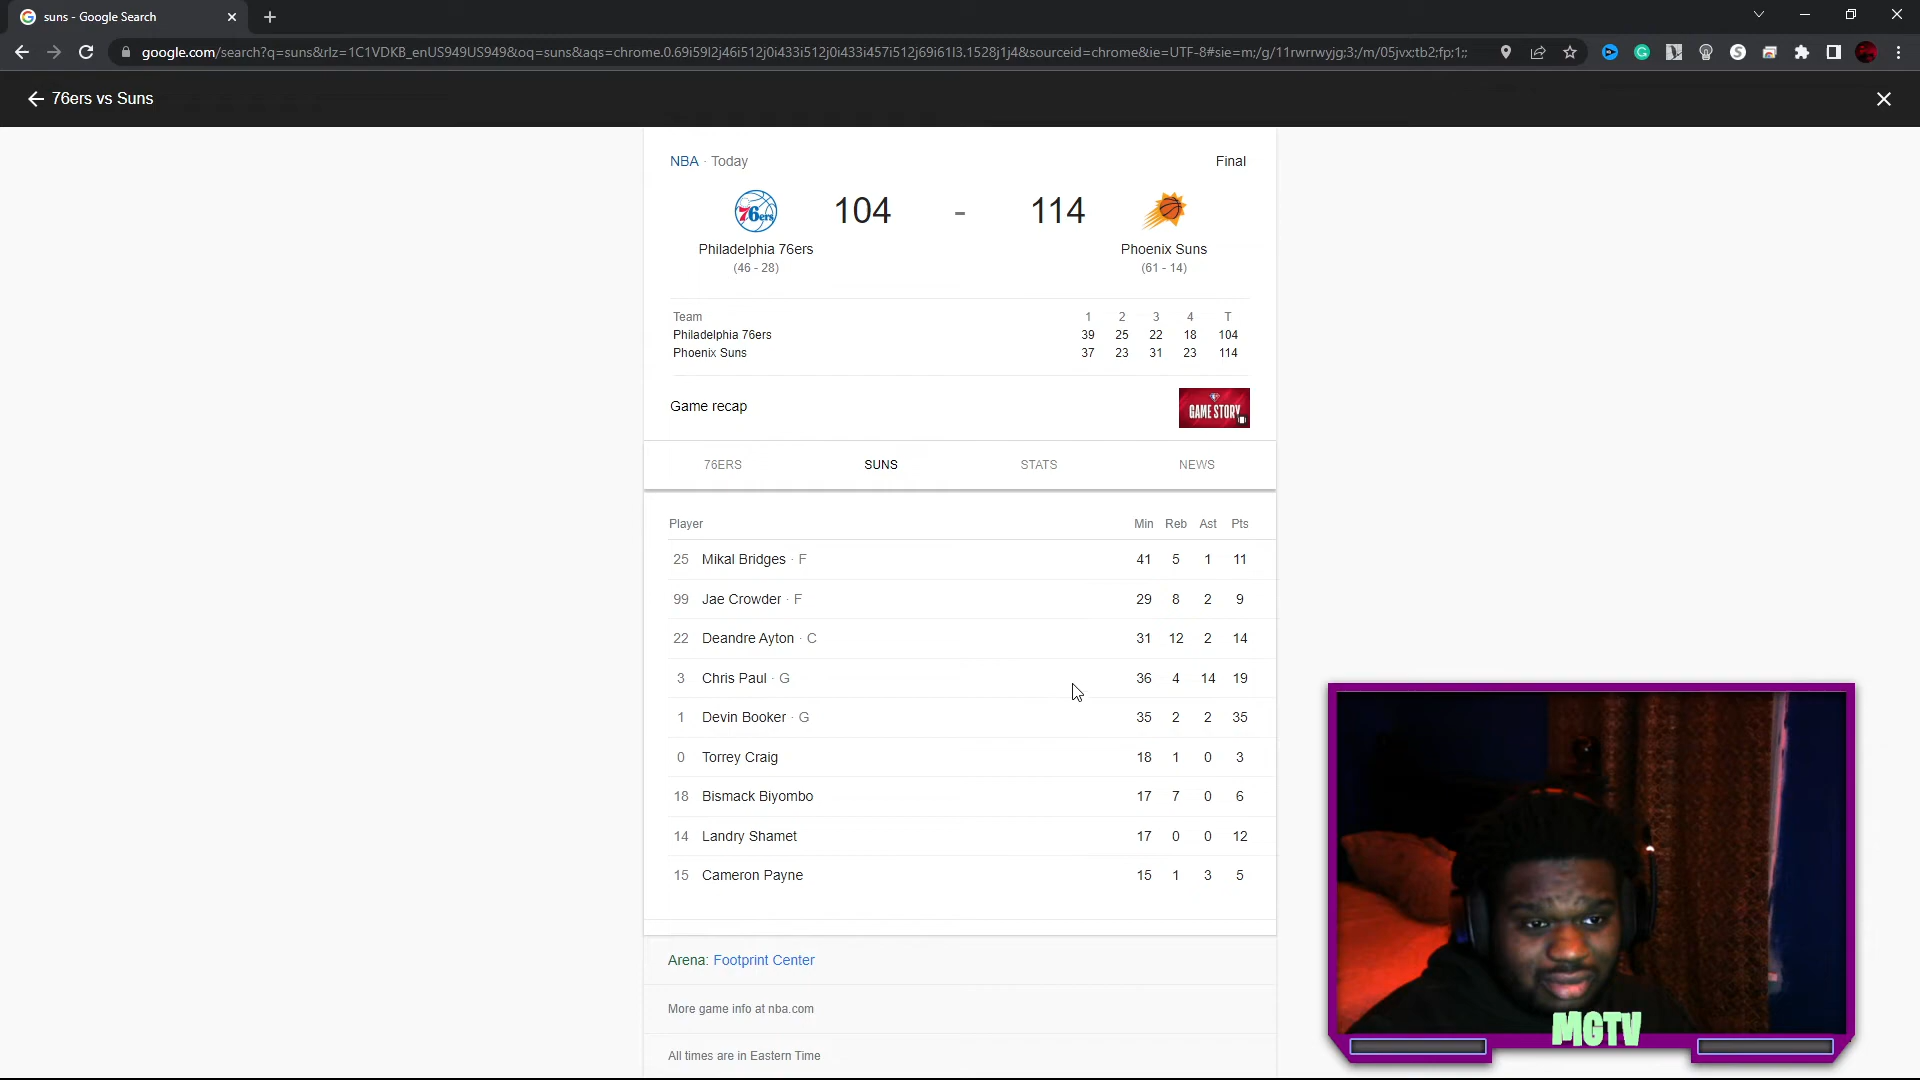 suns - Google Search
google.com/search?q=suns&rlz=1C1VDKB_enUS949US949&oq=suns&aqs=chrome.0.69i59l2j46i512j0i433i512j0i433i457i512j69i61l3.1528j1j4&sourceid=chrome&ie=UTF-8#sie=m;/g/11rwrrwyjg;3;/m/05jvx;tb2;fp;1;;
76ers vs Suns
NBA · Today Final
76ers
104 - 114
Philadelphia 76ers Phoenix Suns
(46 - 28) (61 - 14)
Team 1 2 3 4 T
Philadelphia 76ers 39 25 22 18 104
Phoenix Suns 37 23 31 23 114
Game recap GAME STORY
76ERS SUNS STATS NEWS
Player Min Reb Ast Pts
25 Mikal Bridges · F 41 5 1 11
99 Jae Crowder · F 29 8 2 9
22 Deandre Ayton · C 31 12 2 14
3 Chris Paul · G 36 4 14 19
1 Devin Booker · G 35 2 2 35
0 Torrey Craig 18 1 0 3
18 Bismack Biyombo 17 7 0 6
14 Landry Shamet 17 0 0 12
15 Cameron Payne 15 1 3 5
Arena: Footprint Center
More game info at nba.com
All times are in Eastern Time
MGTV